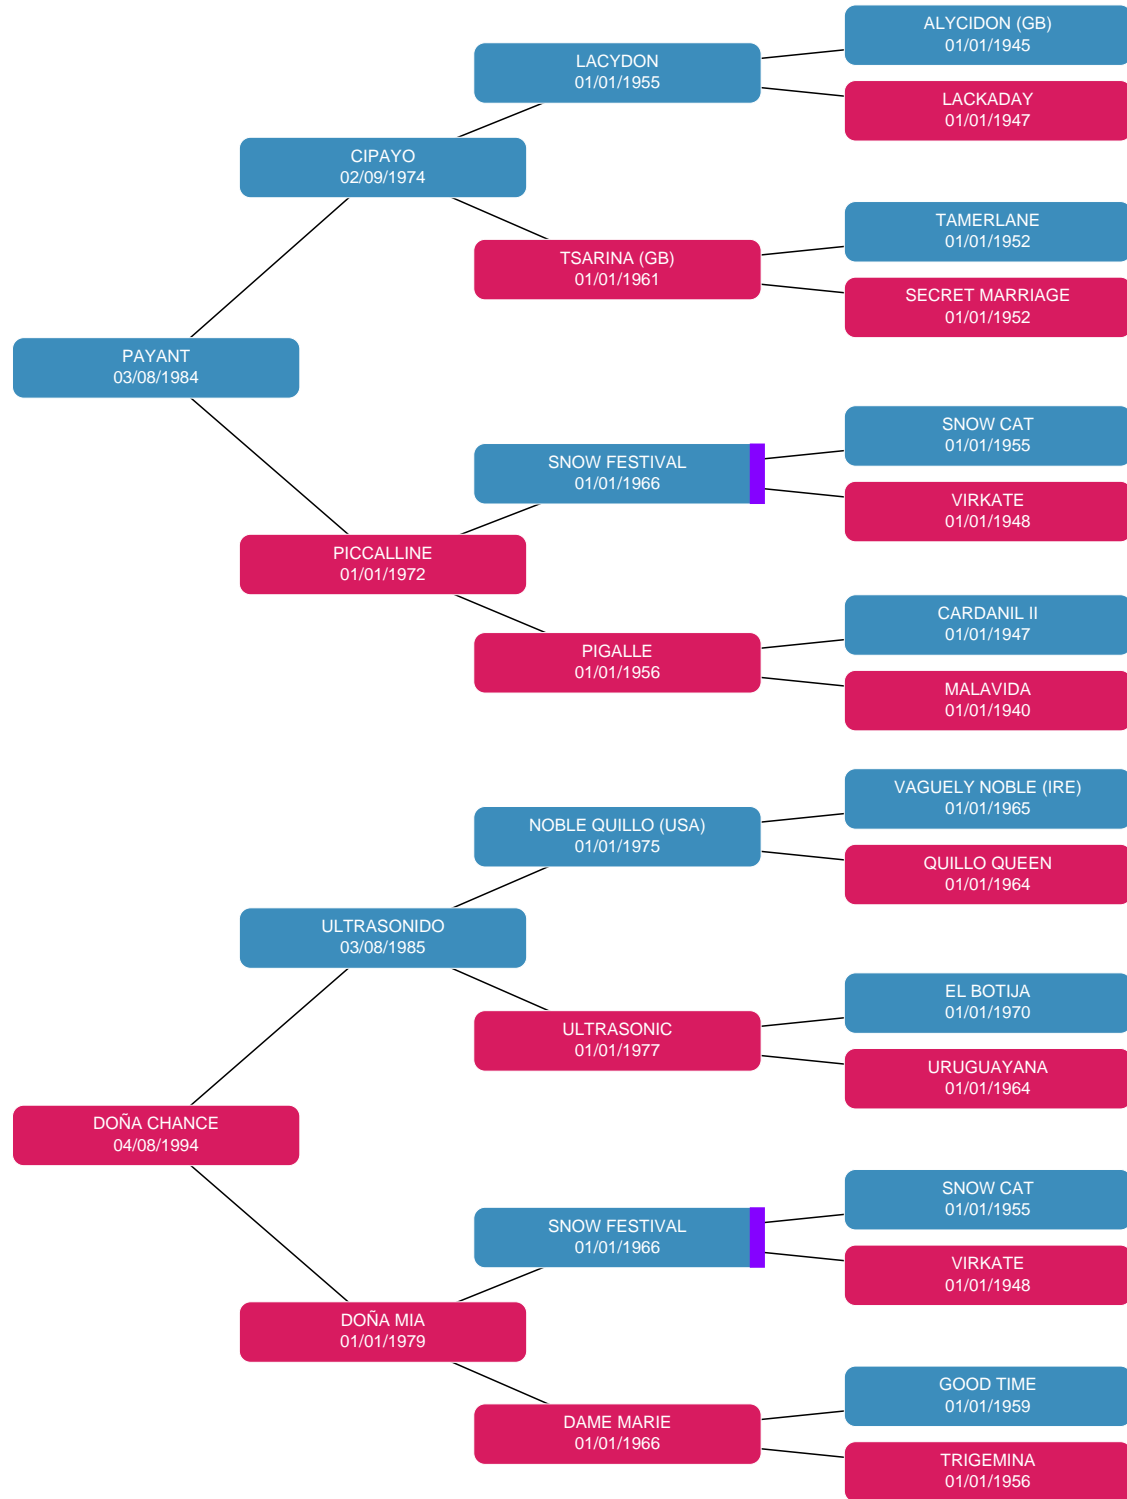 ALYCIDON (GB)
01/01/1945
LACYDON
01/01/1955
LACKADAY
01/01/1947
CIPAYO
02/09/1974
TAMERLANE
01/01/1952
TSARINA (GB)
01/01/1961
SECRET MARRIAGE
01/01/1952
PAYANT
03/08/1984
SNOW CAT
01/01/1955
SNOW FESTIVAL
01/01/1966
VIRKATE
01/01/1948
PICCALLINE
01/01/1972
CARDANIL II
01/01/1947
PIGALLE
01/01/1956
MALAVIDA
01/01/1940
VAGUELY NOBLE (IRE)
01/01/1965
NOBLE QUILLO (USA)
01/01/1975
QUILLO QUEEN
01/01/1964
ULTRASONIDO
03/08/1985
EL BOTIJA
01/01/1970
ULTRASONIC
01/01/1977
URUGUAYANA
01/01/1964
DOÑA CHANCE
04/08/1994
SNOW CAT
01/01/1955
SNOW FESTIVAL
01/01/1966
VIRKATE
01/01/1948
DOÑA MIA
01/01/1979
GOOD TIME
01/01/1959
DAME MARIE
01/01/1966
TRIGEMINA
01/01/1956